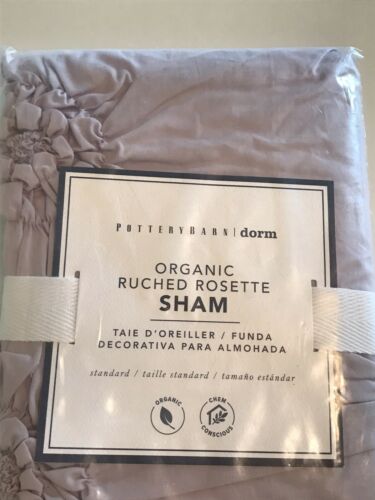 POTTERYBARN | dorm
ORGANIC
RUCHED ROSETTE
SHAM
TAIE D'OREILLER / FUNDA
DECORATIVA PARA ALMOHADA
standard / taille standard / tamaño estándar
ORGANIC
CHEM
CONSCIOUS